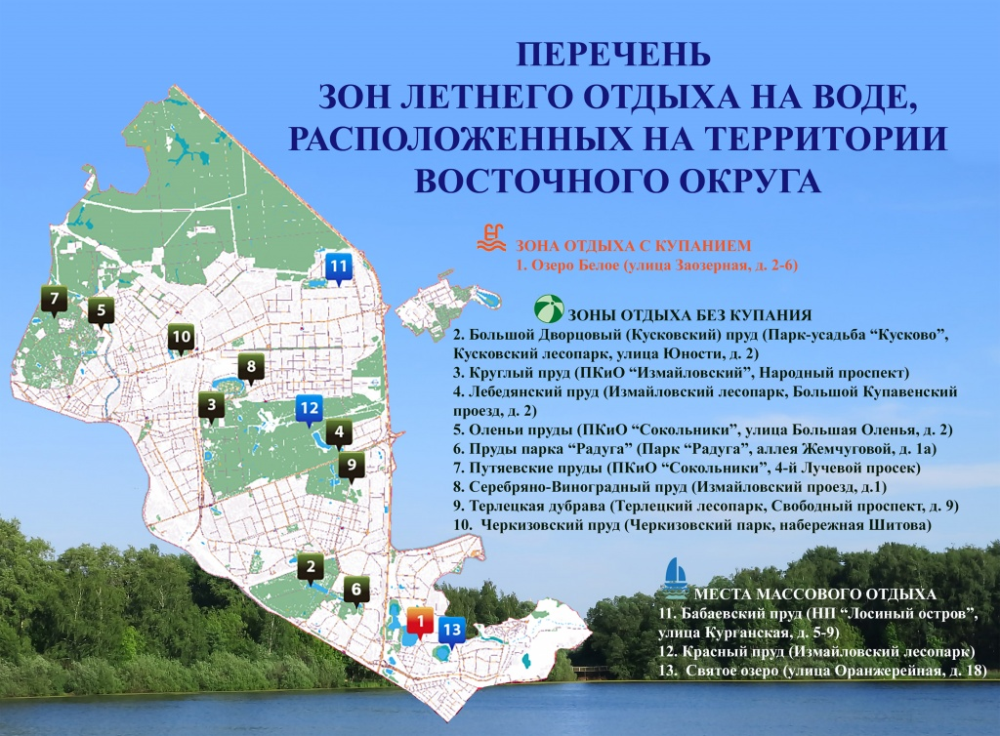 ПЕРЕЧЕНЬ
ЗОН ЛЕТНЕГО ОТДЫХА НА ВОДЕ,
РАСПОЛОЖЕННЫХ НА ТЕРРИТОРИИ
ВОСТОЧНОГО ОКРУГА
ЗОНА ОТДЫХА С КУПАНИЕМ
1. Озеро Белое (улица Заозерная, д. 2-6)
ЗОНЫ ОТДЫХА БЕЗ КУПАНИЯ
2. Большой Дворцовый (Кусковский) пруд (Парк-усадьба “Кусково”,
Кусковский лесопарк, улица Юности, д. 2)
3. Круглый пруд (ПКиО “Измайловский”, Народный проспект)
4. Лебедянский пруд (Измайловский лесопарк, Большой Купавенский
проезд, д. 2)
5. Оленьи пруды (ПКиО “Сокольники”, улица Большая Оленья, д. 2)
6. Пруды парка “Радуга” (Парк “Радуга”, аллея Жемчуговой, д. 1а)
7. Путяевские пруды (ПКиО “Сокольники”, 4-й Лучевой просек)
8. Серебряно-Виноградный пруд (Измайловский проезд, д.1)
9. Терлецкая дубрава (Терлецкий лесопарк, Свободный проспект, д. 9)
10. Черкизовский пруд (Черкизовский парк, набережная Шитова)
МЕСТА МАССОВОГО ОТДЫХА
11. Бабаевский пруд (НП “Лосиный остров”,
улица Курганская, д. 5-9)
12. Красный пруд (Измайловский лесопарк)
13. Святое озеро (улица Оранжерейная, д. 18)
11
7
5
10
8
3
12
4
9
2
6
1
13